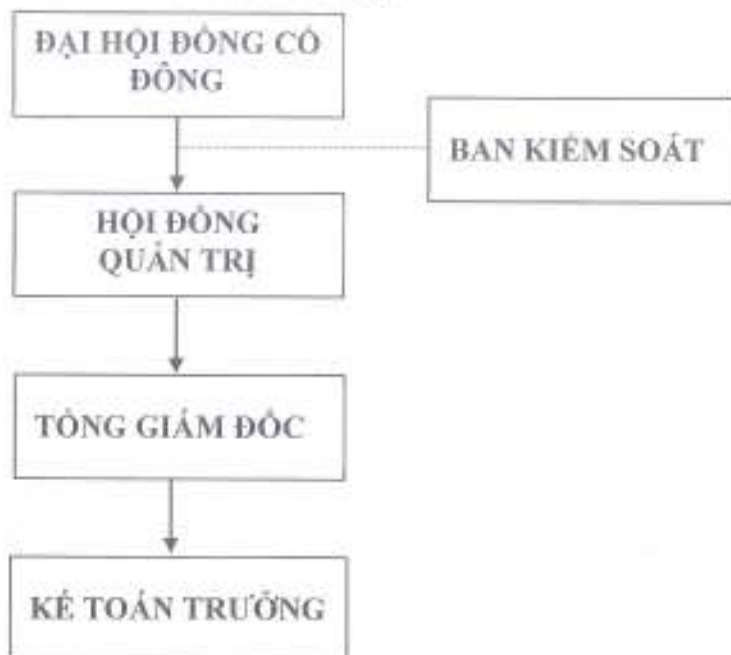 ĐẠI HỘI ĐỒNG CỔ
ĐÔNG
BAN KIỂM SOÁT
HỘI ĐỒNG
QUẢN TRỊ
TỔNG GIÁM ĐỐC
KẾ TOÁN TRƯỞNG